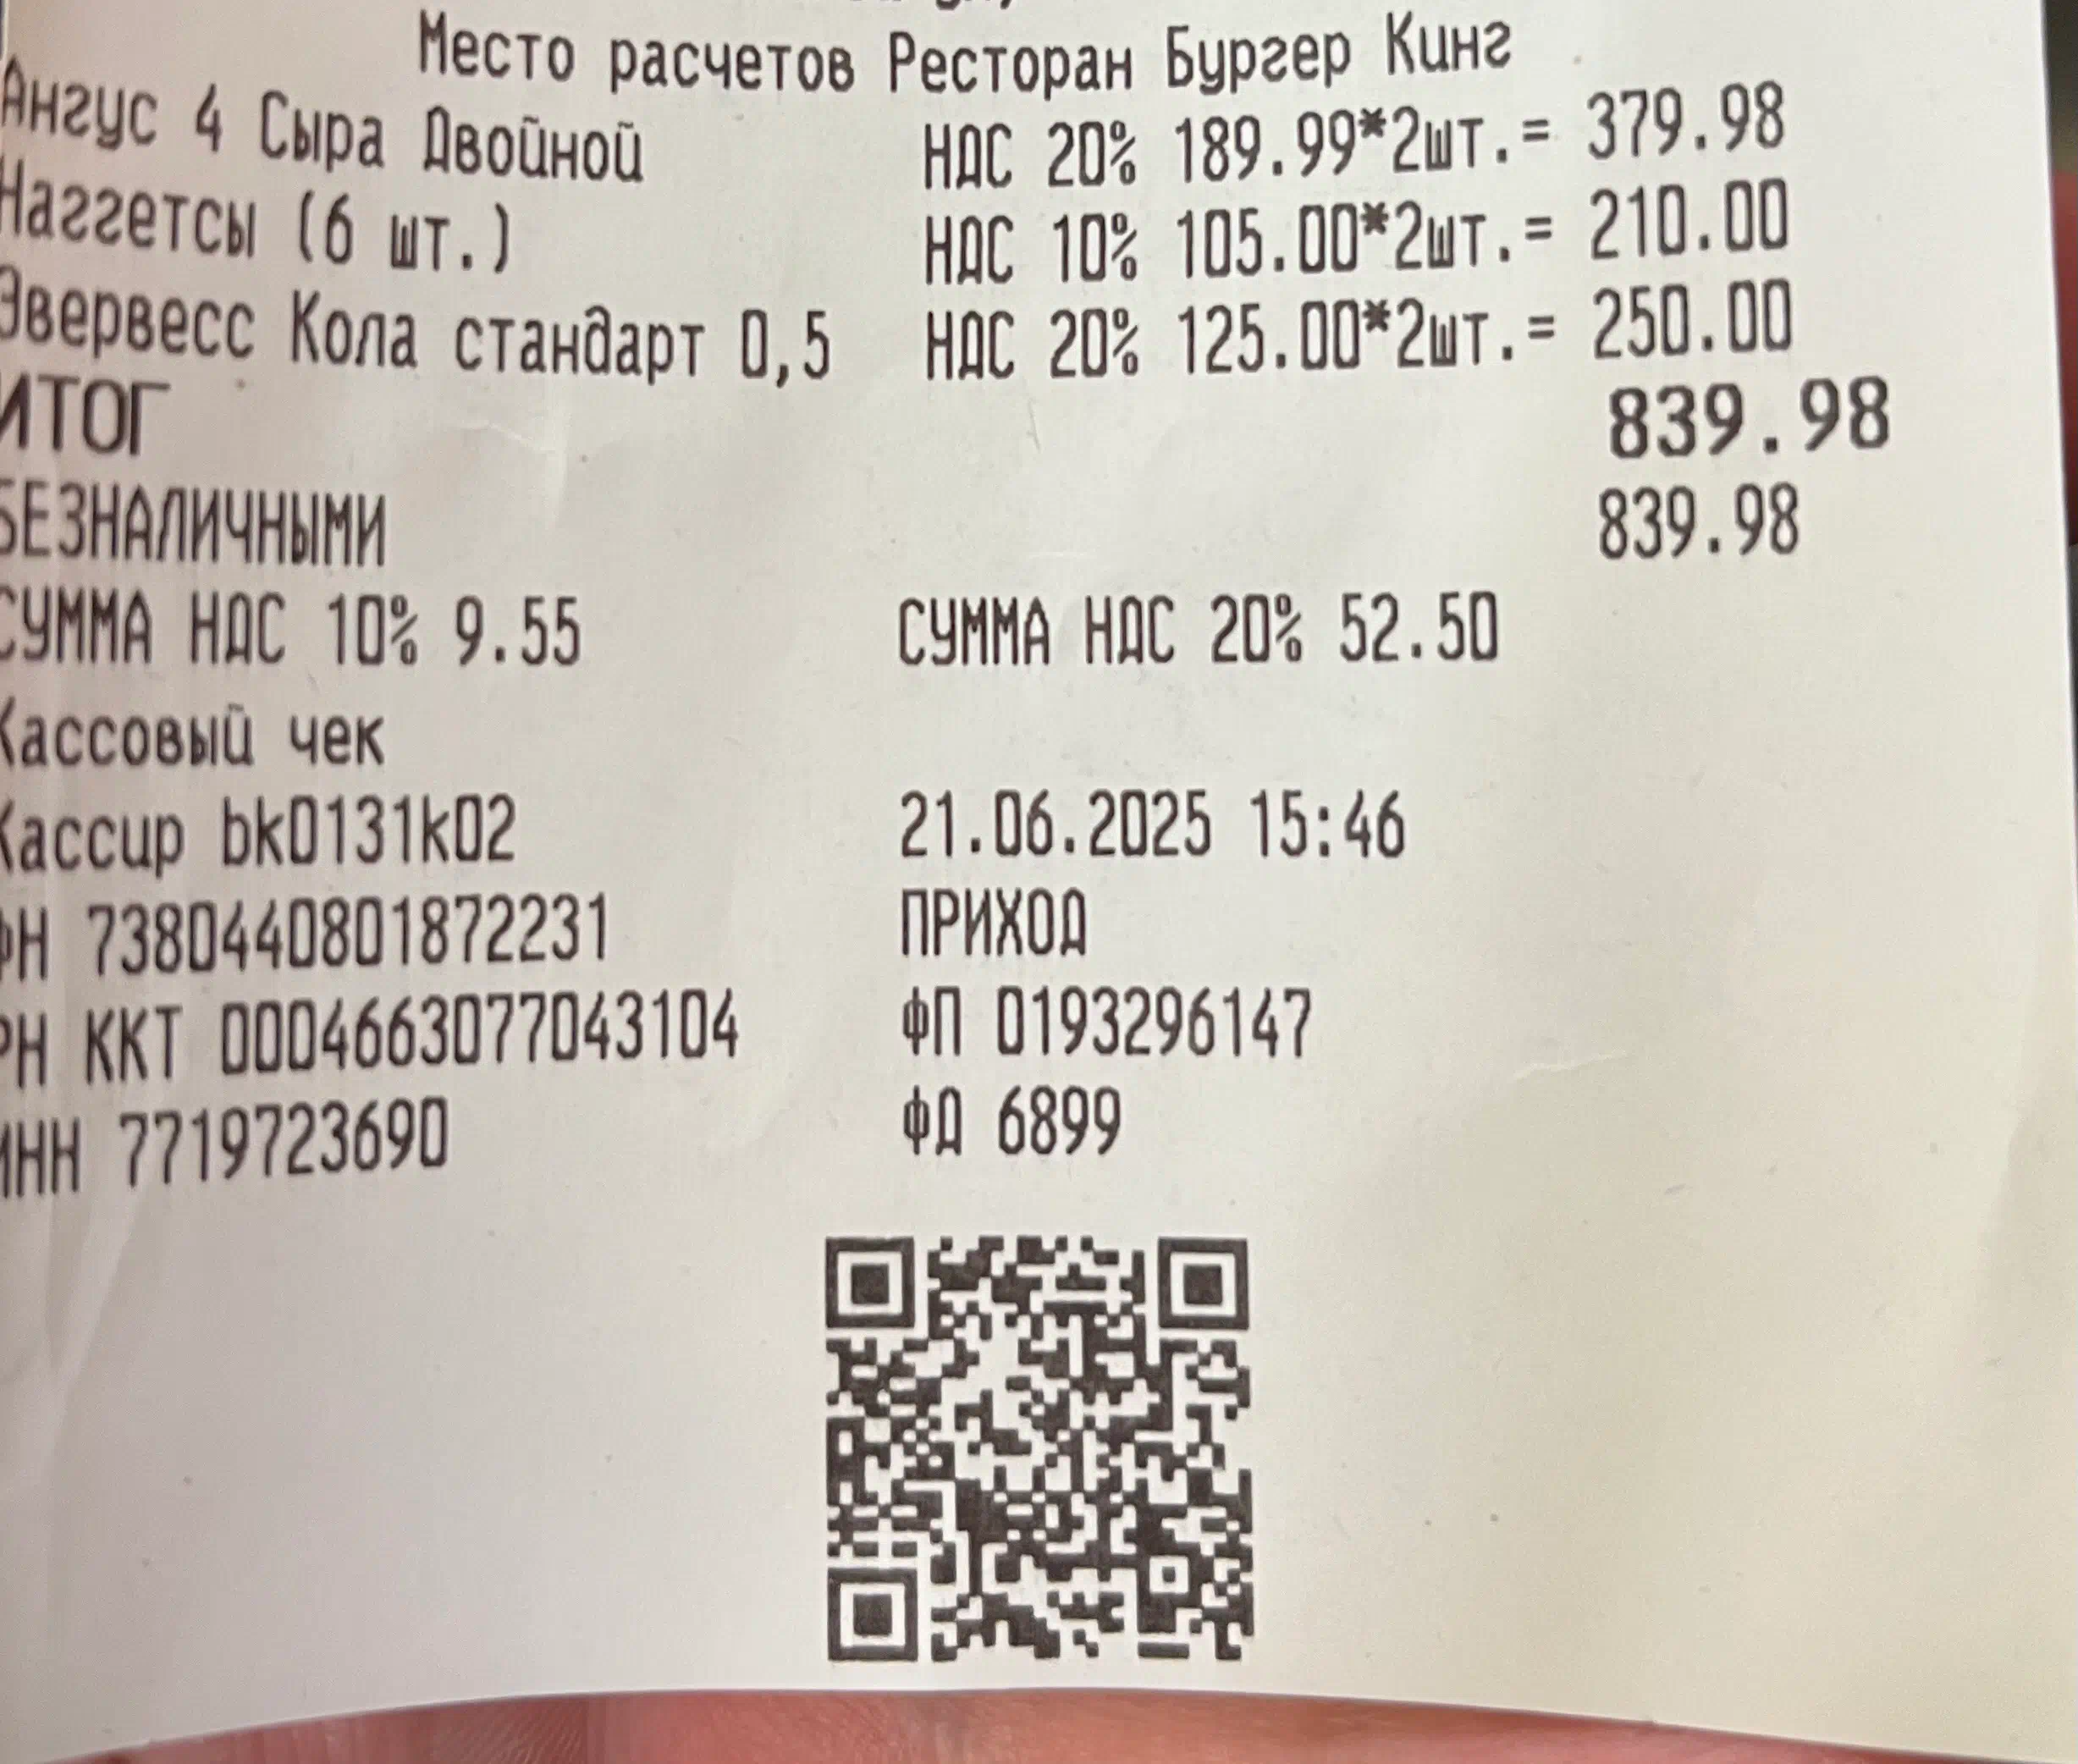 Место расчетов Ресторан Бургер Кинг
Ангус 4 Сыра Двойной НДС 20% 189.99*2шт.= 379.98
Наггетсы (6 шт.) НДС 10% 105.00*2шт.= 210.00
Эвервесс Кола стандарт 0,5 НДС 20% 125.00*2шт.= 250.00
ИТОГ 839.98
БЕЗНАЛИЧНЫМИ 839.98
СУММА НДС 10% 9.55 СУММА НДС 20% 52.50
Кассовый чек
Кассир bk0131k02 21.06.2025 15:46
ФН 7380440801872231 ПРИХОД
РН ККТ 0004663077043104 ФП 0193296147
ИНН 7719723690 ФД 6899